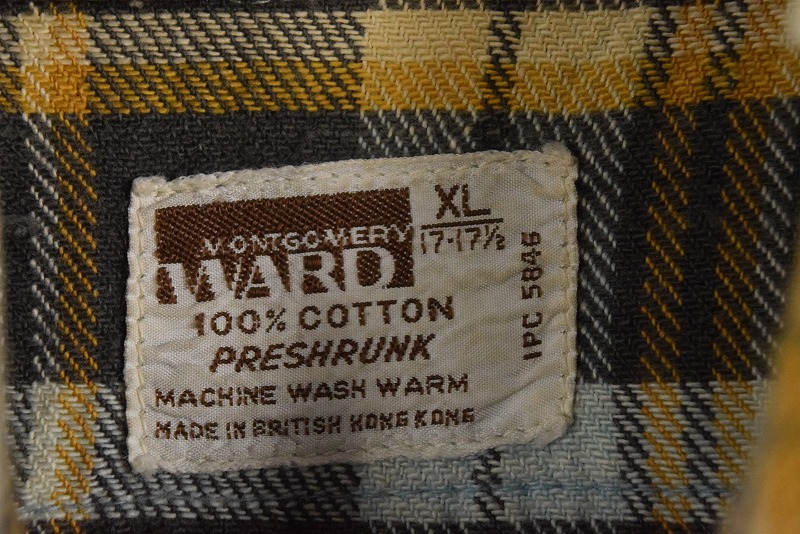 MONTGOMERY
WARD
XL
17-17½
100% COTTON
PRESHRUNK
MACHINE WASH WARM
MADE IN BRITISH HONG KONG
IPC 5846